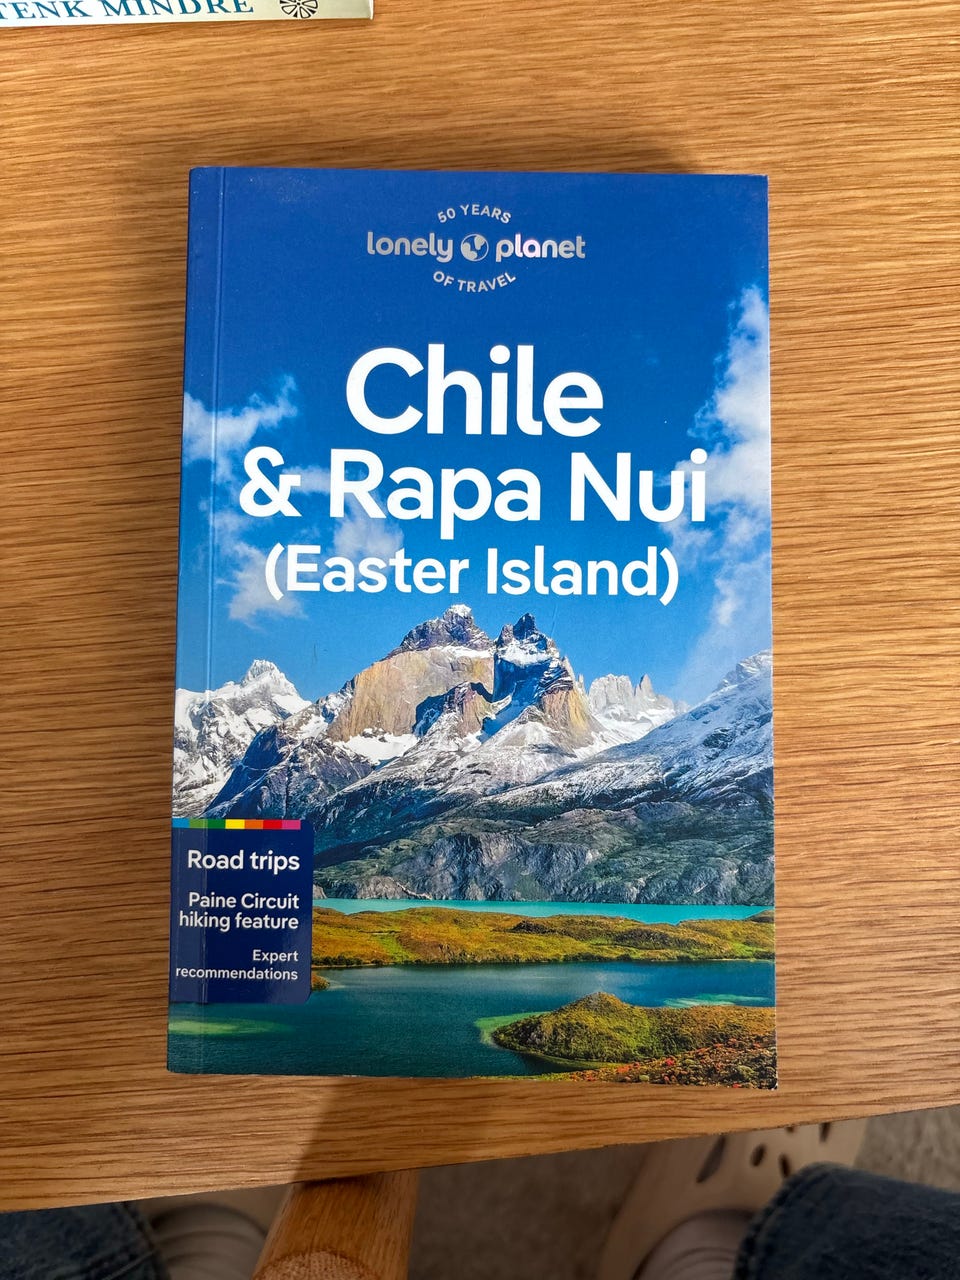 TENK MINDRE
50 YEARS
lonely planet
OF TRAVEL
Chile
& Rapa Nui
(Easter Island)
Road trips
Paine Circuit
hiking feature
Expert
recommendations